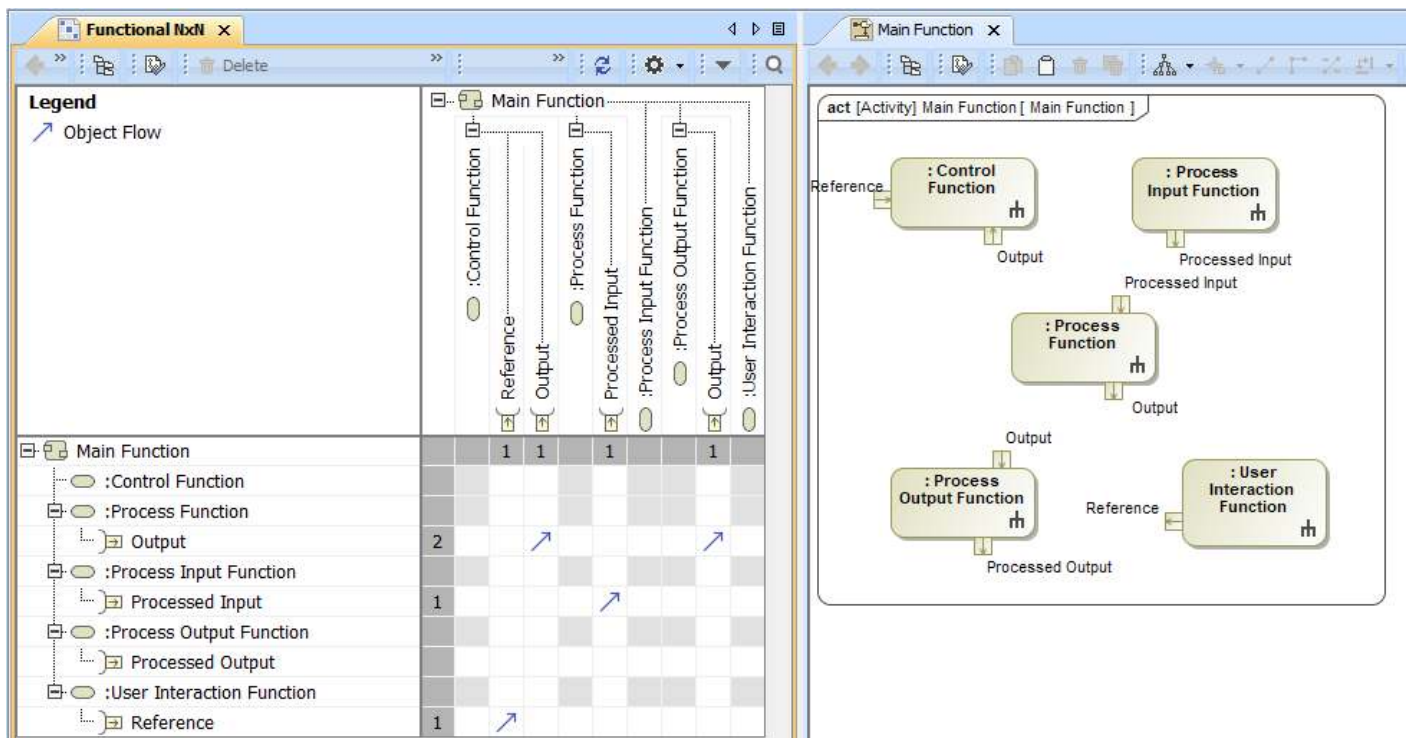 Functional NxN
Delete
Legend
Object Flow
Main Function
:Control Function
Reference
Output
:Process Function
Processed Input
:Process Input Function
:Process Output Function
Output
:User Interaction Function
Main Function
1 1 1 1
:Control Function
:Process Function
Output
2
:Process Input Function
Processed Input
1
:Process Output Function
Processed Output
:User Interaction Function
Reference
1
Main Function
act [Activity] Main Function [ Main Function ]
Reference
: Control
Function
Output
: Process
Input Function
Processed Input
Processed Input
: Process
Function
Output
Output
: Process
Output Function
Processed Output
Reference
: User
Interaction
Function